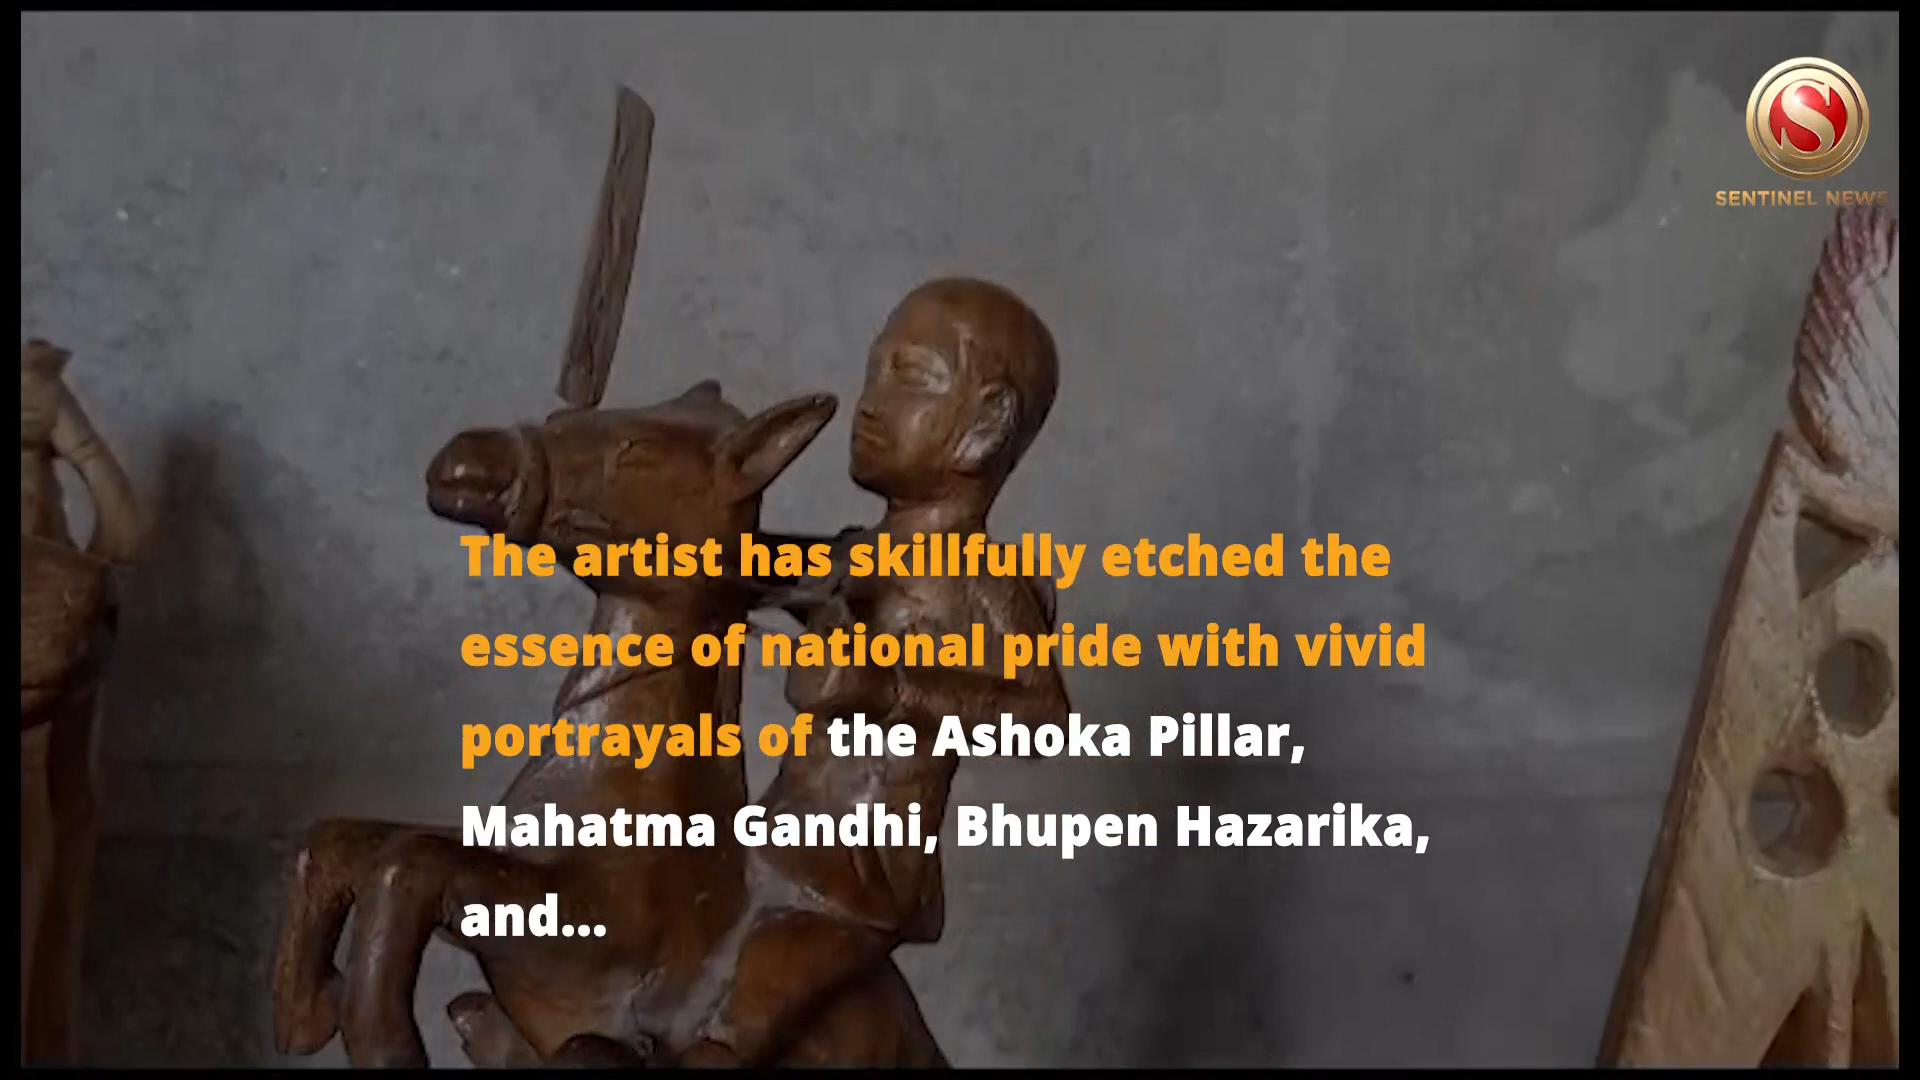 S
SENTINEL NEWS
The artist has skillfully etched the
essence of national pride with vivid
portrayals of the Ashoka Pillar,
Mahatma Gandhi, Bhupen Hazarika,
and...